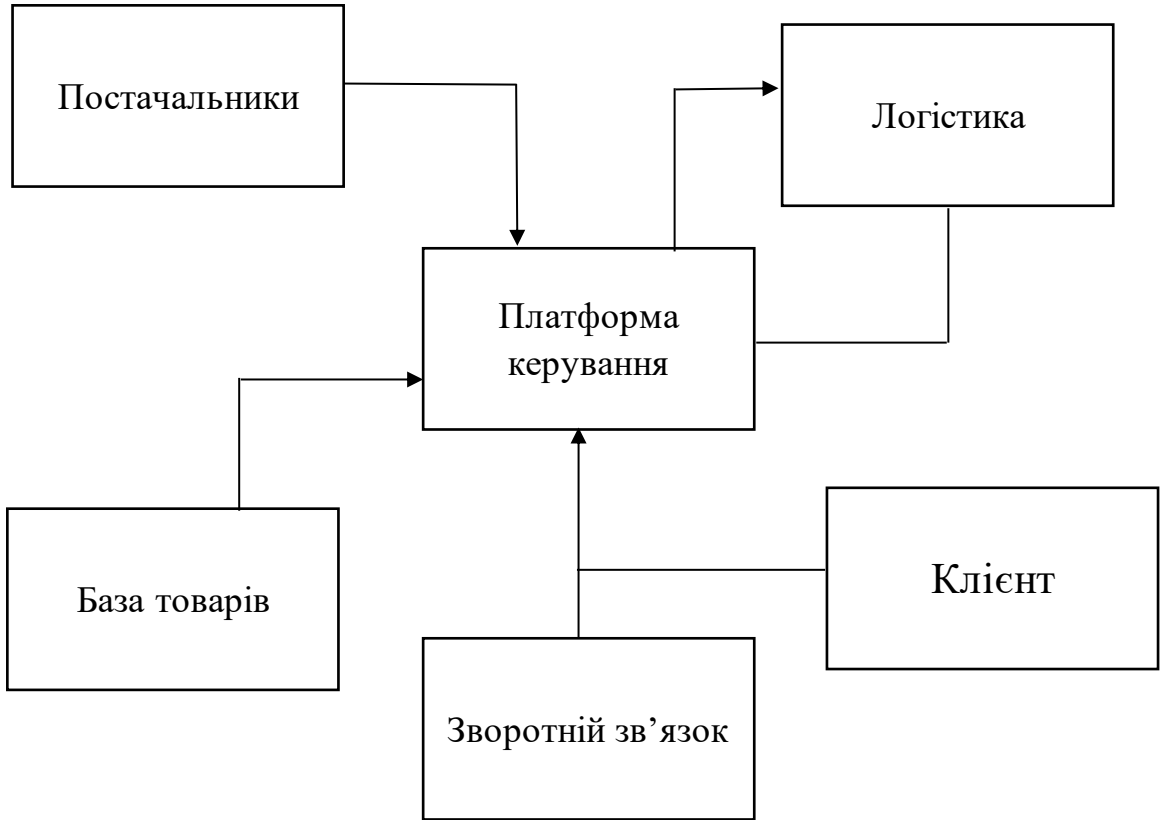 Постачальники
Логістика
Платформа
керування
База товарів
Клієнт
Зворотній зв’язок